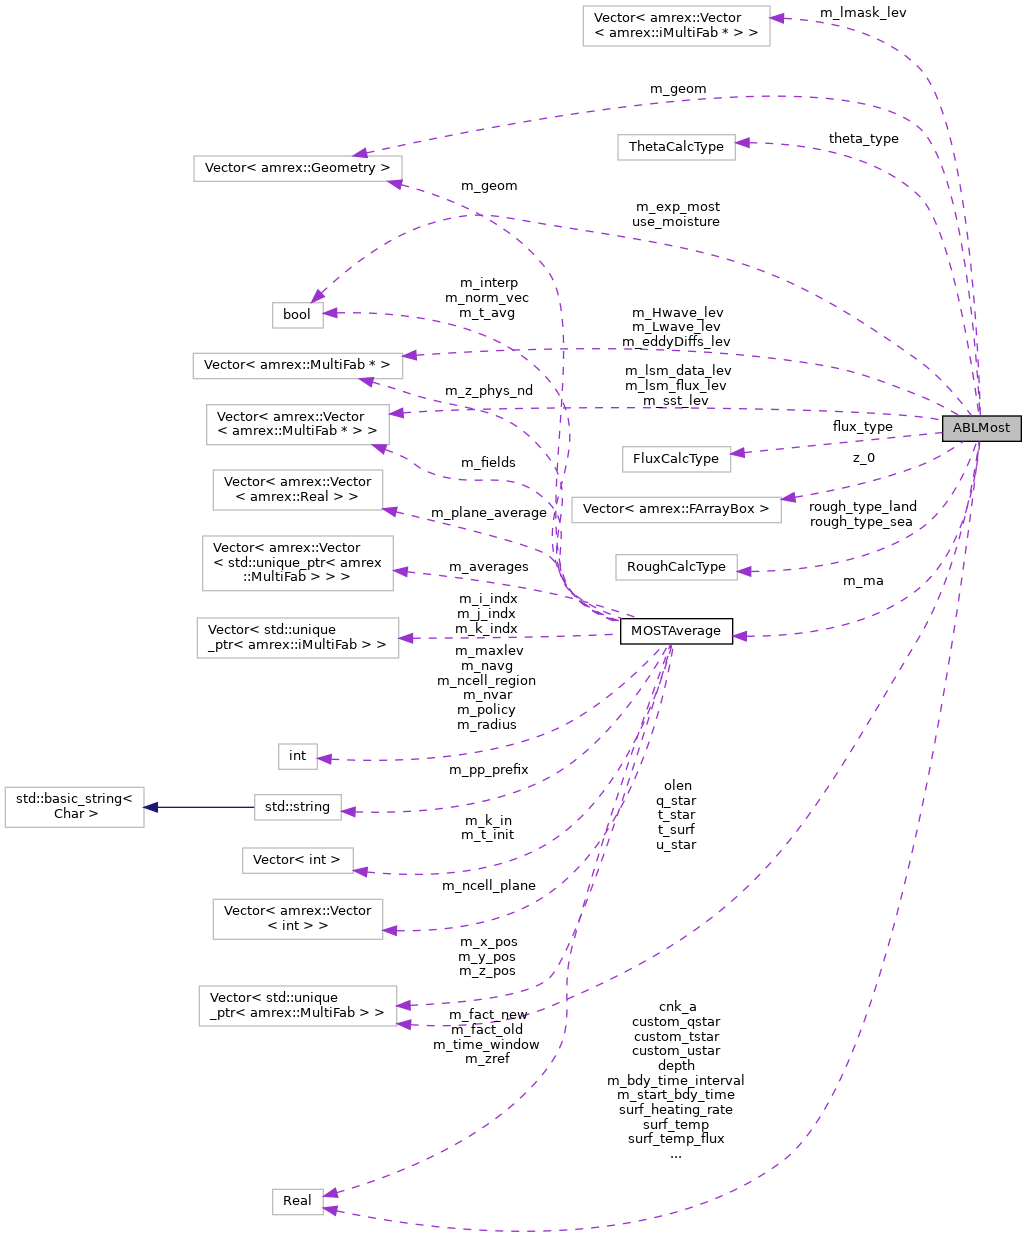 Vector< amrex::Vector
< amrex::iMultiFab * > >
m_lmask_lev
m_geom
ThetaCalcType
theta_type
Vector< amrex::Geometry >
m_geom
m_exp_most
use_moisture
m_interp
m_norm_vec
m_t_avg
bool
m_Hwave_lev
m_Lwave_lev
m_eddyDiffs_lev
Vector< amrex::MultiFab * >
m_z_phys_nd
m_lsm_data_lev
m_lsm_flux_lev
m_sst_lev
Vector< amrex::Vector
< amrex::MultiFab * > >
ABLMost
flux_type
FluxCalcType
m_fields
z_0
Vector< amrex::Vector
< amrex::Real > >
m_plane_average
Vector< amrex::FArrayBox >
rough_type_land
rough_type_sea
Vector< amrex::Vector
< std::unique_ptr< amrex
::MultiFab > > >
m_averages
RoughCalcType
m_ma
m_i_indx
m_j_indx
m_k_indx
Vector< std::unique
_ptr< amrex::iMultiFab > >
MOSTAverage
m_maxlev
m_navg
m_ncell_region
m_nvar
m_policy
m_radius
int
m_pp_prefix
std::basic_string<
Char >
std::string
olen
q_star
t_star
t_surf
u_star
m_k_in
m_t_init
Vector< int >
m_ncell_plane
Vector< amrex::Vector
< int > >
m_x_pos
m_y_pos
m_z_pos
Vector< std::unique
_ptr< amrex::MultiFab > >
m_fact_new
m_fact_old
m_time_window
m_zref
cnk_a
custom_qstar
custom_tstar
custom_ustar
depth
m_bdy_time_interval
m_start_bdy_time
surf_heating_rate
surf_temp
surf_temp_flux
...
Real